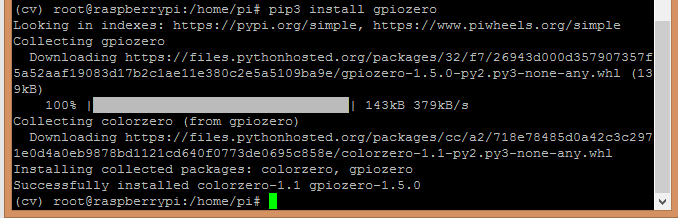 (cv) root@raspberrypi:/home/pi# pip3 install gpiozero
Looking in indexes: https://pypi.org/simple, https://www.piwheels.org/simple
Collecting gpiozero
  Downloading https://files.pythonhosted.org/packages/32/f7/26943d000d357907357f
5a52aaf19083d17b2c1ae11e380c2e5a5109ba9e/gpiozero-1.5.0-py2.py3-none-any.whl (13
9kB)
    100% |                                | 143kB 379kB/s
Collecting colorzero (from gpiozero)
  Downloading https://files.pythonhosted.org/packages/cc/a2/718e78485d0a42c3c297
1e0d4a0eb9878bd1121cd640f0773de0695c858e/colorzero-1.1-py2.py3-none-any.whl
Installing collected packages: colorzero, gpiozero
Successfully installed colorzero-1.1 gpiozero-1.5.0
(cv) root@raspberrypi:/home/pi#